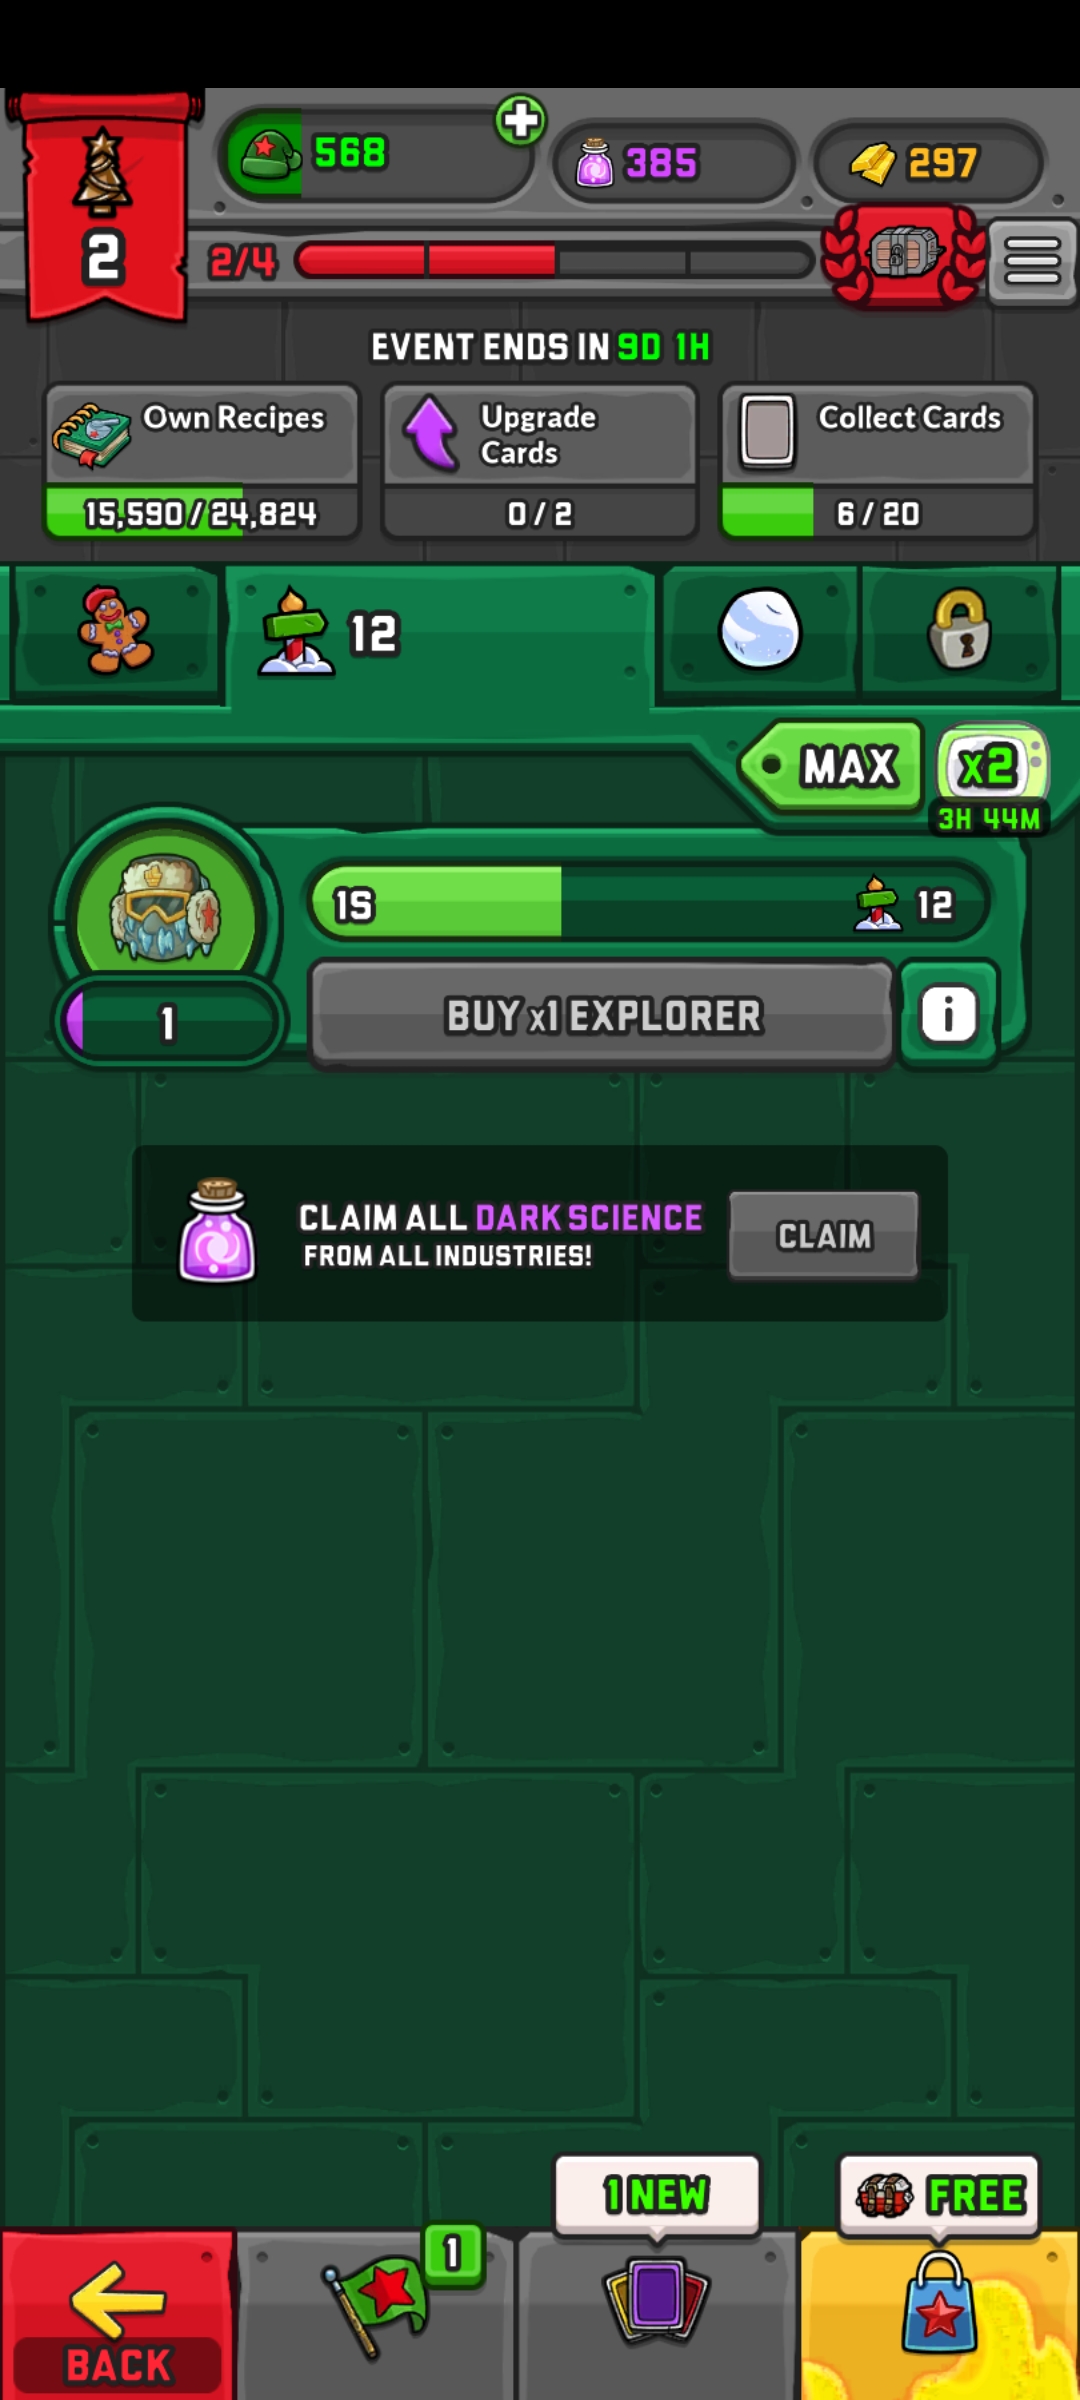 568
385
297
2
2/4
EVENT ENDS IN 9D 1H
Own Recipes
15,590/24,824
Upgrade
Cards
0/2
Collect Cards
6/20
12
MAX
x2
3H 44M
15
12
1
BUY x1 EXPLORER
i
CLAIM ALL DARK SCIENCE
FROM ALL INDUSTRIES!
CLAIM
1 NEW
FREE
1
BACK